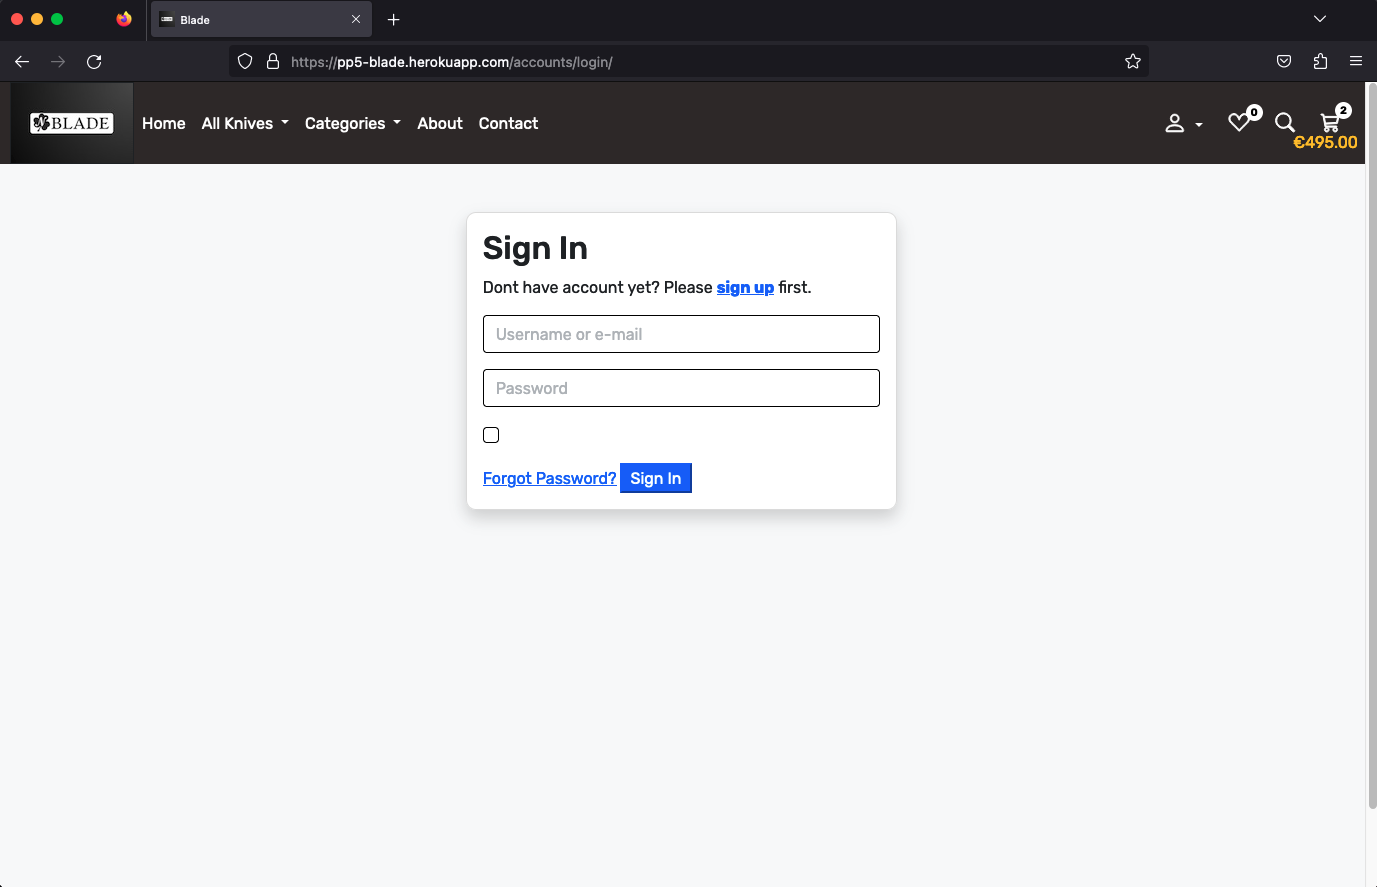 Blade
https://pp5-blade.herokuapp.com/accounts/login/
BLADE
Home All Knives Categories About Contact
0
2
€495.00
Sign In
Dont have account yet? Please sign up first.
Username or e-mail
Password
Forgot Password? Sign In